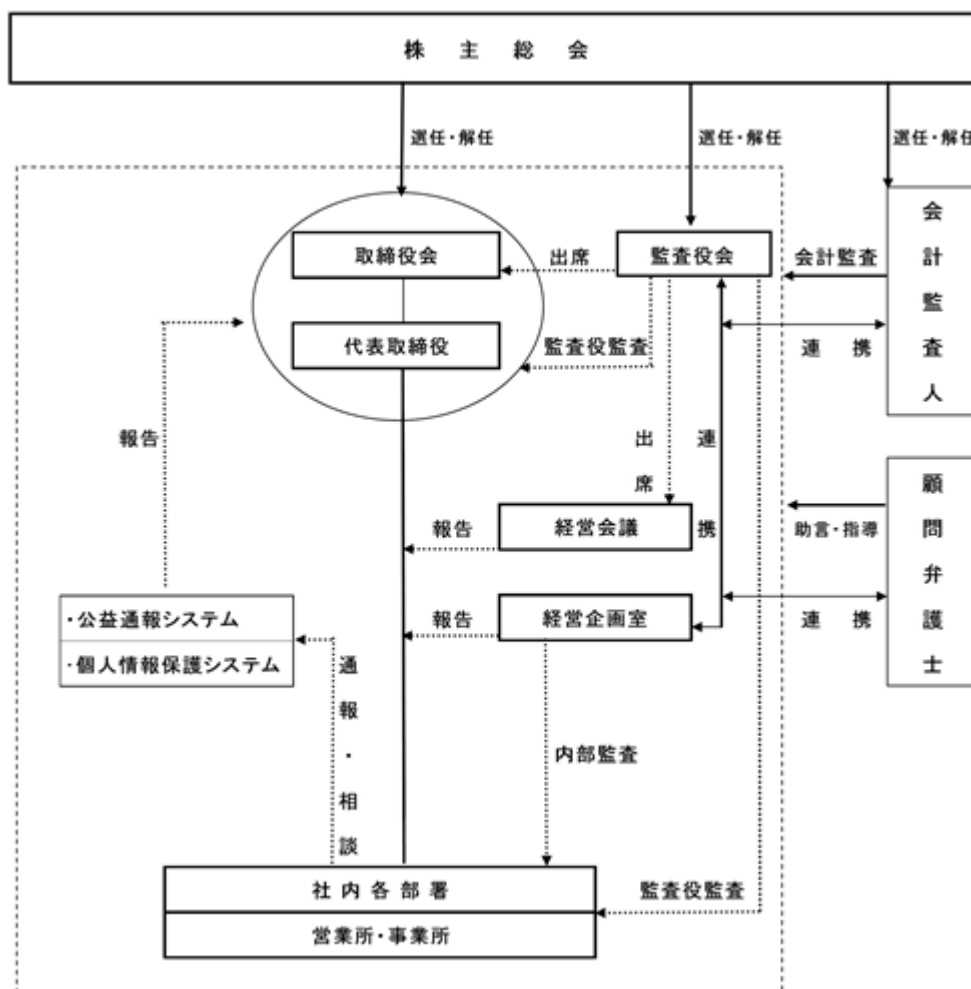 株主総会
選任・解任
選任・解任
選任・解任
取締役会
出席
監査役会
会計監査
会計監査人
代表取締役
監査役監査
連携
報告
出席
連携
報告
経営会議
助言・指導
顧問弁護士
・公益通報システム
報告
経営企画室
連携
・個人情報保護システム
通報・相談
内部監査
社内各部署
監査役監査
営業所・事業所